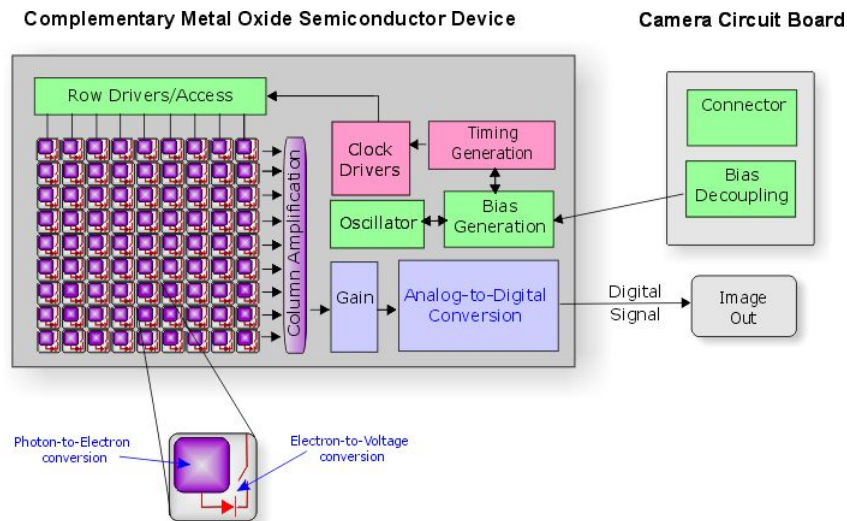 Complementary Metal Oxide Semiconductor Device
Camera Circuit Board
Row Drivers/Access
Connector
Clock
Drivers
Timing
Generation
Bias
Decoupling
Oscillator
Bias
Generation
Column Amplification
Gain
Analog-to-Digital
Conversion
Digital
Signal
Image
Out
Photon-to-Electron
conversion
Electron-to-Voltage
conversion